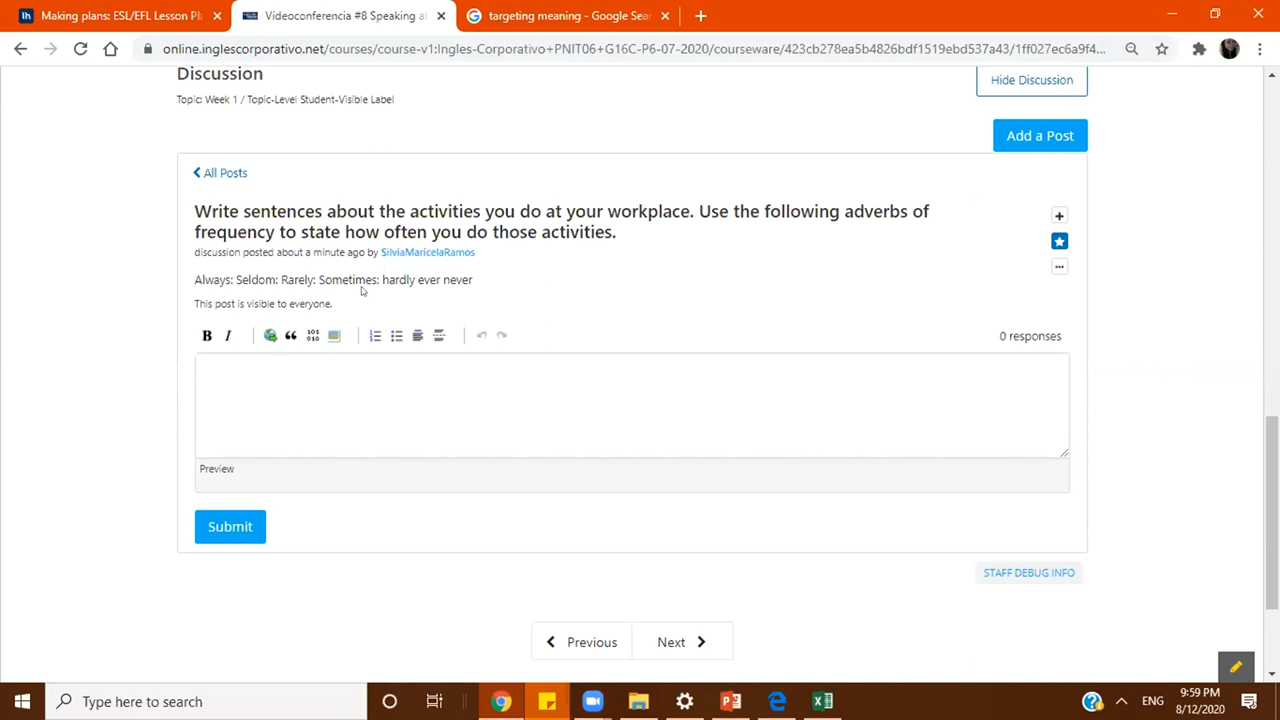 Making plans: ESL/EFL Lesson Pl
Videoconferencia #8 Speaking a
targeting meaning - Google Sea
online.inglescorporativo.net/courses/course-v1:Ingles-Corporativo+PNIT06+G16C-P6-07-2020/courseware/423cb278ea5b4826bdf1519ebd537a43/1ff027ec6a9f4...
Discussion
Hide Discussion
Topic: Week 1 / Topic-Level Student-Visible Label
Add a Post
All Posts
Write sentences about the activities you do at your workplace. Use the following adverbs of
frequency to state how often you do those activities.
discussion posted about a minute ago by SilviaMaricelaRamos
Always: Seldom: Rarely: Sometimes: hardly ever never
This post is visible to everyone.
B I
101
010
0 responses
Preview
Submit
STAFF DEBUG INFO
Previous
Next
Type here to search
ENG
9:59 PM
8/12/2020